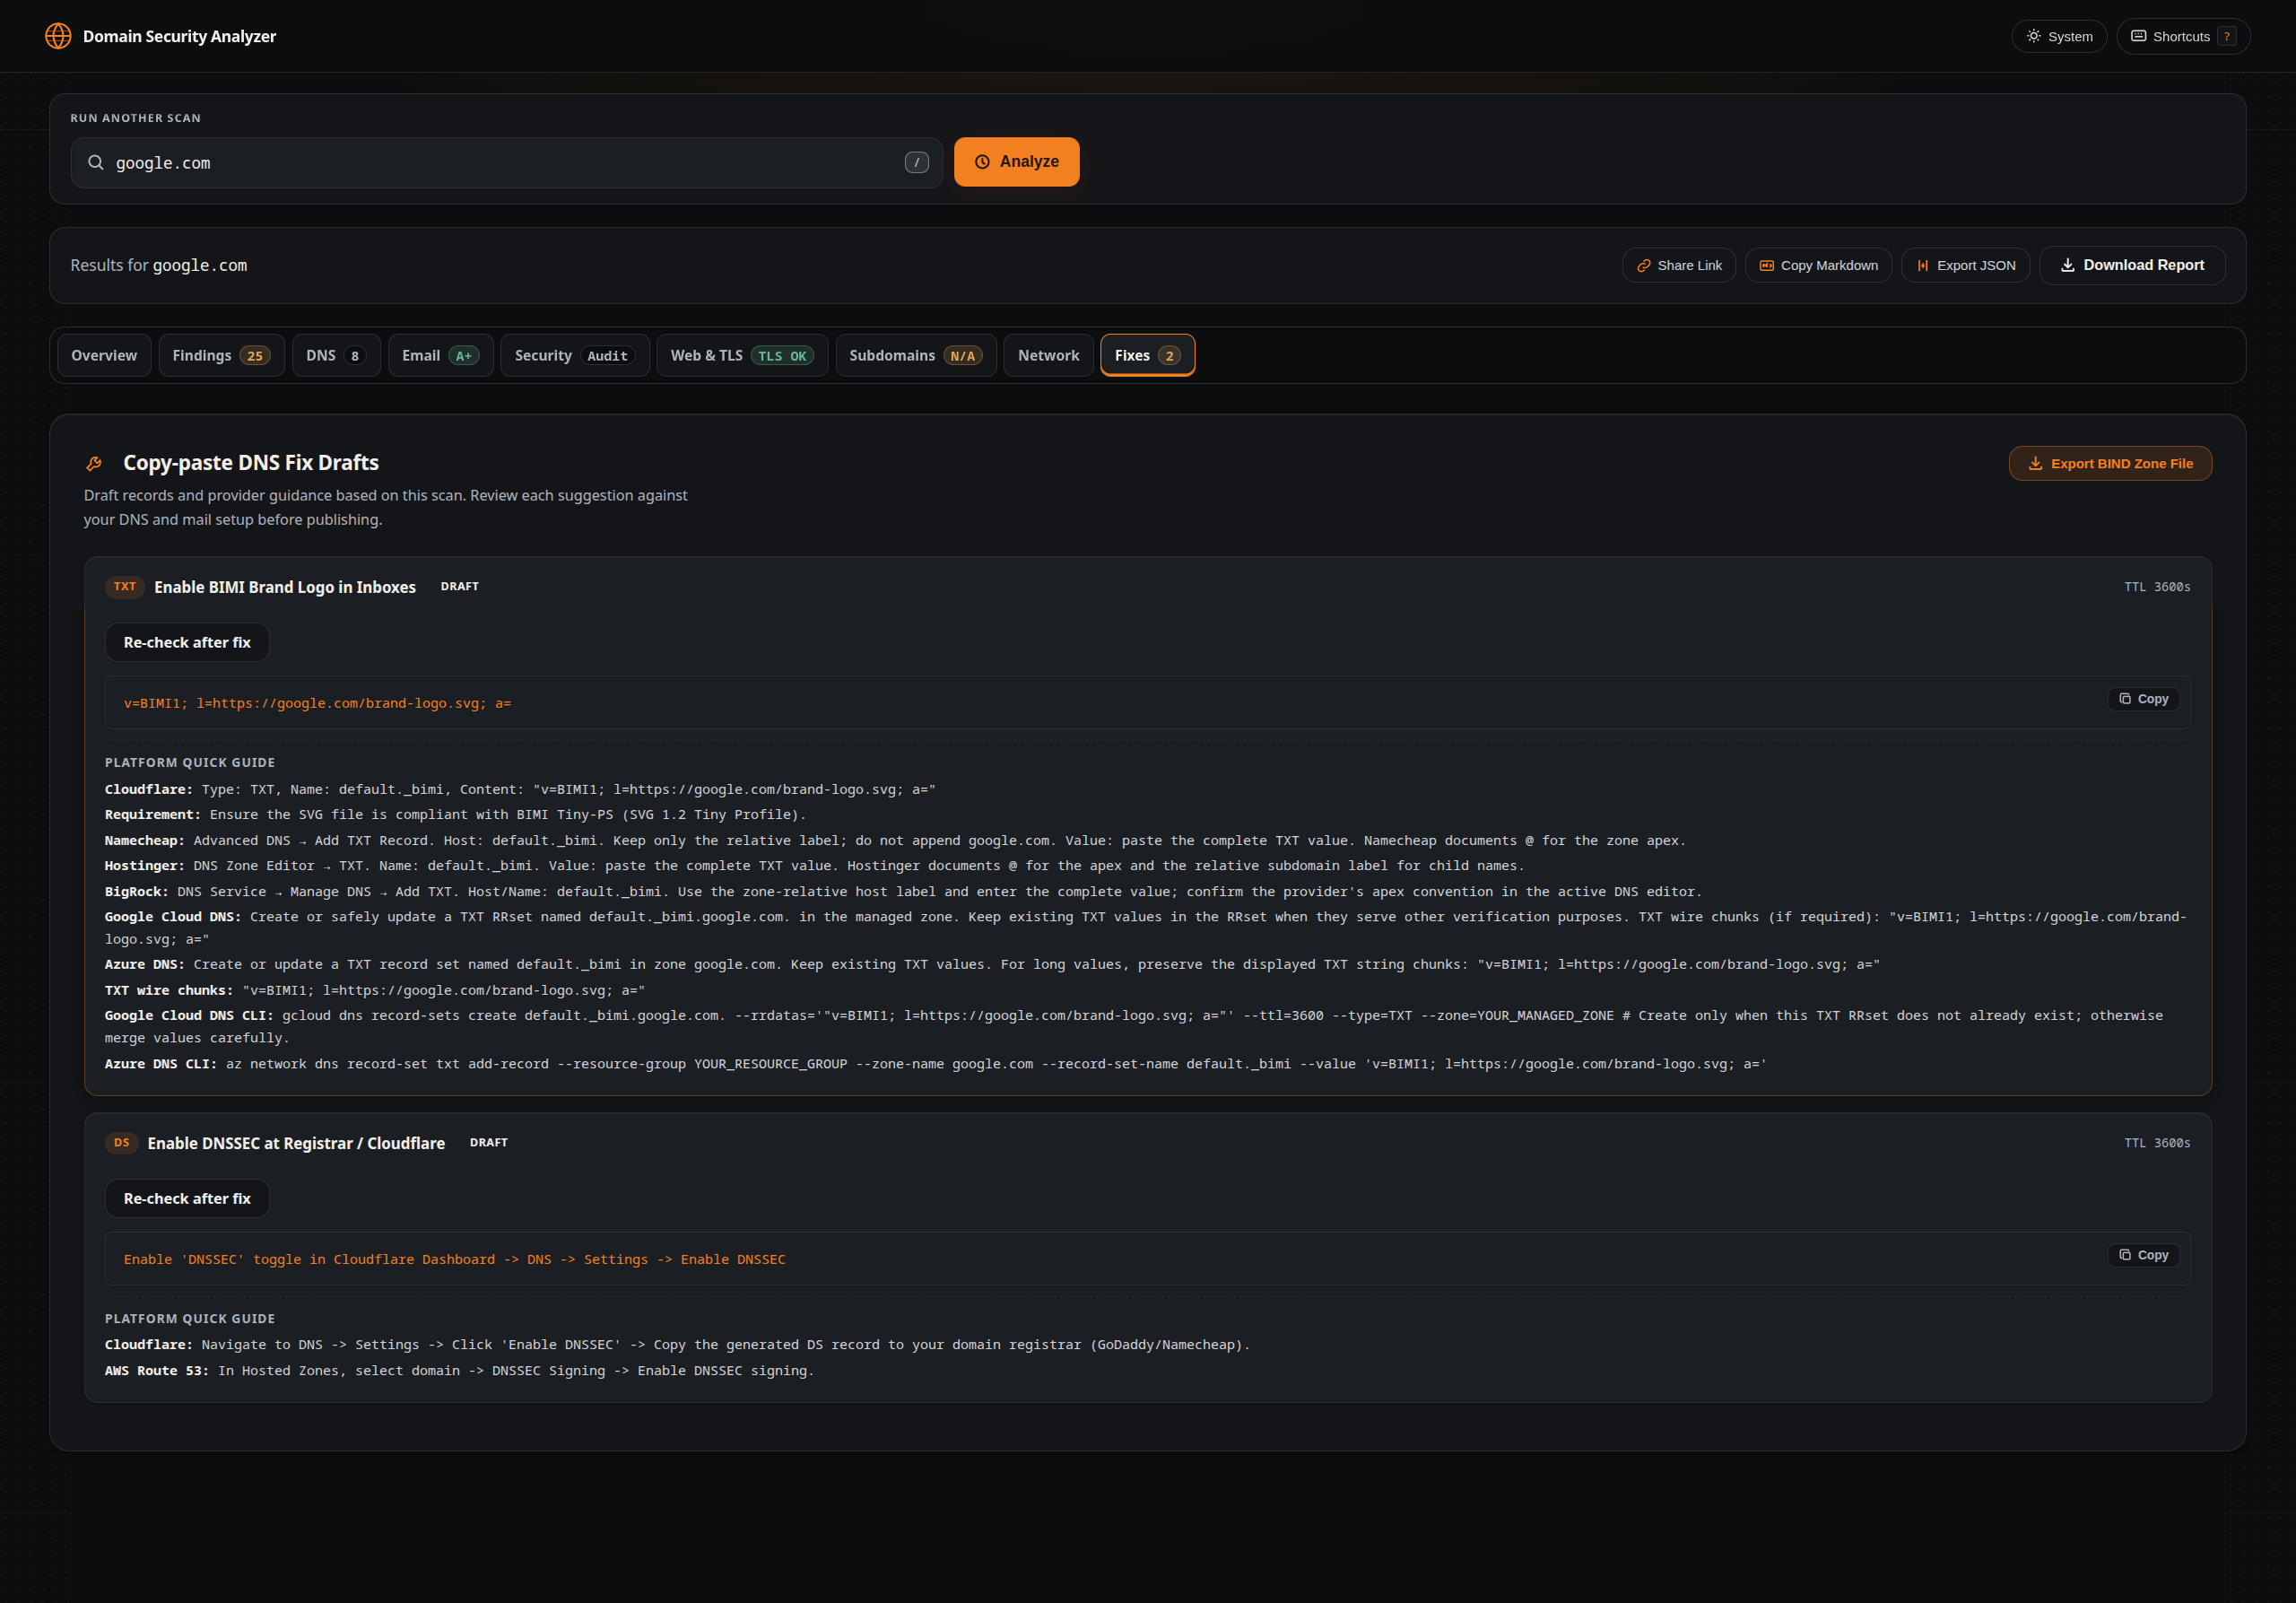 Domain Security Analyzer
System
Shortcuts ?
RUN ANOTHER SCAN
google.com /
Analyze
Results for google.com
Share Link
Copy Markdown
Export JSON
Download Report
Overview
Findings 25
DNS 8
Email A+
Security Audit
Web & TLS TLS OK
Subdomains N/A
Network
Fixes 2
Copy-paste DNS Fix Drafts
Export BIND Zone File
Draft records and provider guidance based on this scan. Review each suggestion against
your DNS and mail setup before publishing.
TXT Enable BIMI Brand Logo in Inboxes DRAFT TTL 3600s
Re-check after fix
v=BIMI1; l=https://google.com/brand-logo.svg; a=
Copy
PLATFORM QUICK GUIDE
Cloudflare: Type: TXT, Name: default._bimi, Content: "v=BIMI1; l=https://google.com/brand-logo.svg; a="
Requirement: Ensure the SVG file is compliant with BIMI Tiny-PS (SVG 1.2 Tiny Profile).
Namecheap: Advanced DNS → Add TXT Record. Host: default._bimi. Keep only the relative label; do not append google.com. Value: paste the complete TXT value. Namecheap documents @ for the zone apex.
Hostinger: DNS Zone Editor → TXT. Name: default._bimi. Value: paste the complete TXT value. Hostinger documents @ for the apex and the relative subdomain label for child names.
BigRock: DNS Service → Manage DNS → Add TXT. Host/Name: default._bimi. Use the zone-relative host label and enter the complete value; confirm the provider's apex convention in the active DNS editor.
Google Cloud DNS: Create or safely update a TXT RRset named default._bimi.google.com. in the managed zone. Keep existing TXT values in the RRset when they serve other verification purposes. TXT wire chunks (if required): "v=BIMI1; l=https://google.com/brand-
logo.svg; a="
Azure DNS: Create or update a TXT record set named default._bimi in zone google.com. Keep existing TXT values. For long values, preserve the displayed TXT string chunks: "v=BIMI1; l=https://google.com/brand-logo.svg; a="
TXT wire chunks: "v=BIMI1; l=https://google.com/brand-logo.svg; a="
Google Cloud DNS CLI: gcloud dns record-sets create default._bimi.google.com. --rrdatas='"v=BIMI1; l=https://google.com/brand-logo.svg; a="' --ttl=3600 --type=TXT --zone=YOUR_MANAGED_ZONE # Create only when this TXT RRset does not already exist; otherwise
merge values carefully.
Azure DNS CLI: az network dns record-set txt add-record --resource-group YOUR_RESOURCE_GROUP --zone-name google.com --record-set-name default._bimi --value 'v=BIMI1; l=https://google.com/brand-logo.svg; a='
DS Enable DNSSEC at Registrar / Cloudflare DRAFT TTL 3600s
Re-check after fix
Enable 'DNSSEC' toggle in Cloudflare Dashboard -> DNS -> Settings -> Enable DNSSEC
Copy
PLATFORM QUICK GUIDE
Cloudflare: Navigate to DNS -> Settings -> Click 'Enable DNSSEC' -> Copy the generated DS record to your domain registrar (GoDaddy/Namecheap).
AWS Route 53: In Hosted Zones, select domain -> DNSSEC Signing -> Enable DNSSEC signing.